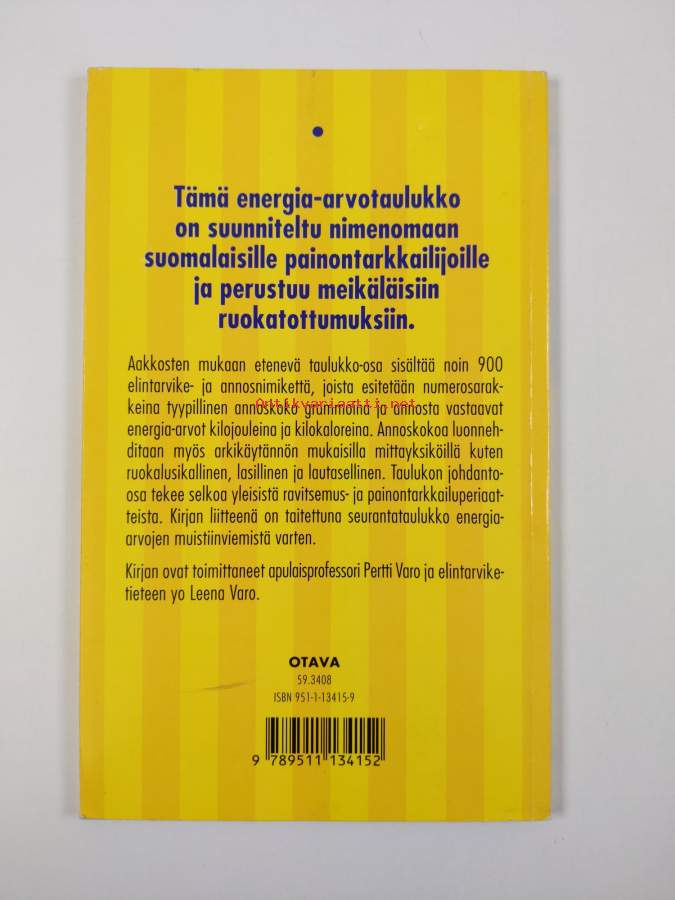 Tämä energia-arvotaulukko
on suunniteltu nimenomaan
suomalaisille painontarkkailijoille
ja perustuu meikäläisiin
ruokatottumuksiin.
Aakkosten mukaan etenevä taulukko-osa sisältää noin 900
elintarvike- ja annosnimikettä, joista esitetään numerosarak-
keina tyypillinen annoskoko grammoina ja annosta vastaavat
Antikvariaatti.net
energia-arvot kilojouleina ja kilokaloreina. Annoskokoa luonneh-
ditaan myös arkikäytännön mukaisilla mittayksiköillä kuten
ruokalusikallinen, lasillinen ja lautasellinen. Taulukon johdanto-
osa tekee selkoa yleisistä ravitsemus- ja painontarkkailuperiaat-
teista. Kirjan liitteenä on taitettuna seurantataulukko energia-
arvojen muistiinviemistä varten.
Kirjan ovat toimittaneet apulaisprofessori Pertti Varo ja elintarvike-
tieteen yo Leena Varo.
OTAVA
59.3408
ISBN 951-1-13415-9
9 789511 134152